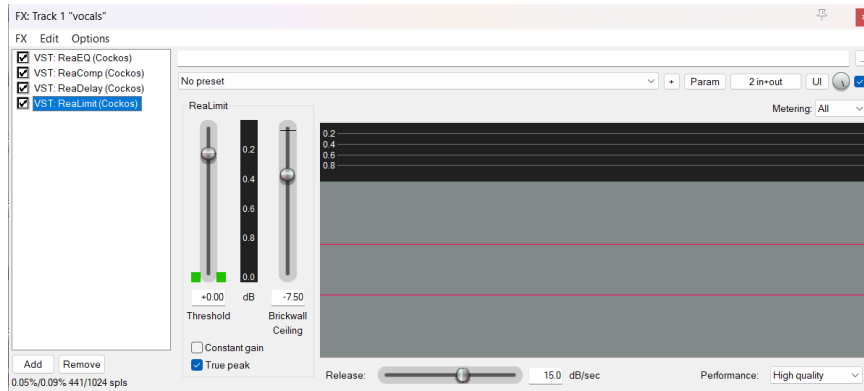 FX: Track 1 "vocals"
FX Edit Options
VST: ReaEQ (Cockos)
VST: ReaComp (Cockos)
VST: ReaDelay (Cockos)
VST: ReaLimit (Cockos)
...
No preset + Param 2 in+out UI
Metering: All
ReaLimit
0.2
0.4
0.6
0.8
0.2
0.4
0.6
0.8
0.0
+0.00 dB -7.50
Threshold Brickwall
Ceiling
Constant gain
True peak
Add Remove
0.05%/0.09% 441/1024 spls
Release: 15.0 dB/sec Performance: High quality